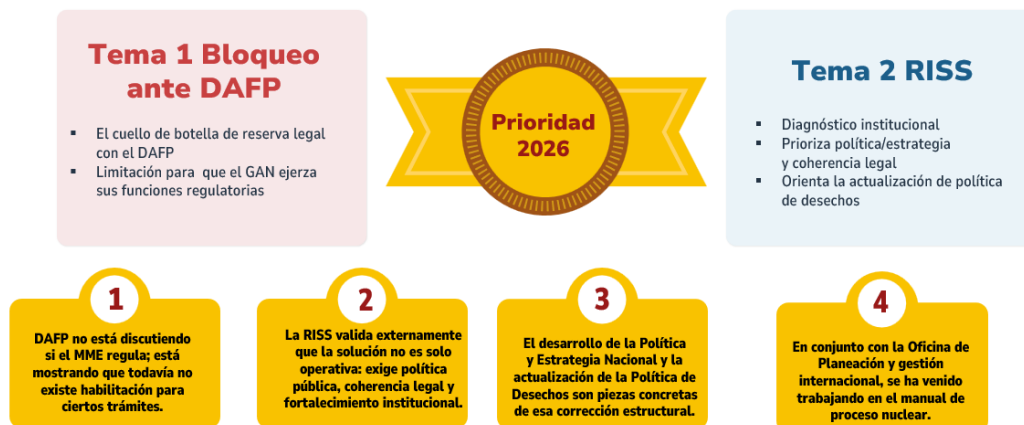 Tema 1 Bloqueo
ante DAFP
▪ El cuello de botella de reserva legal
con el DAFP
▪ Limitación para que el GAN ejerza
sus funciones regulatorias
Prioridad
2026
Tema 2 RISS
▪ Diagnóstico institucional
▪ Prioriza política/estrategia
y coherencia legal
▪ Orienta la actualización de política
de desechos
1
DAFP no está discutiendo
si el MME regula; está
mostrando que todavía no
existe habilitación para
ciertos trámites.
2
La RISS valida externamente
que la solución no es solo
operativa: exige política
pública, coherencia legal y
fortalecimiento institucional.
3
El desarrollo de la Política
y Estrategia Nacional y la
actualización de la Política de
Desechos son piezas concretas
de esa corrección estructural.
4
En conjunto con la Oficina de
Planeación y gestión
internacional, se ha venido
trabajando en el manual de
proceso nuclear.